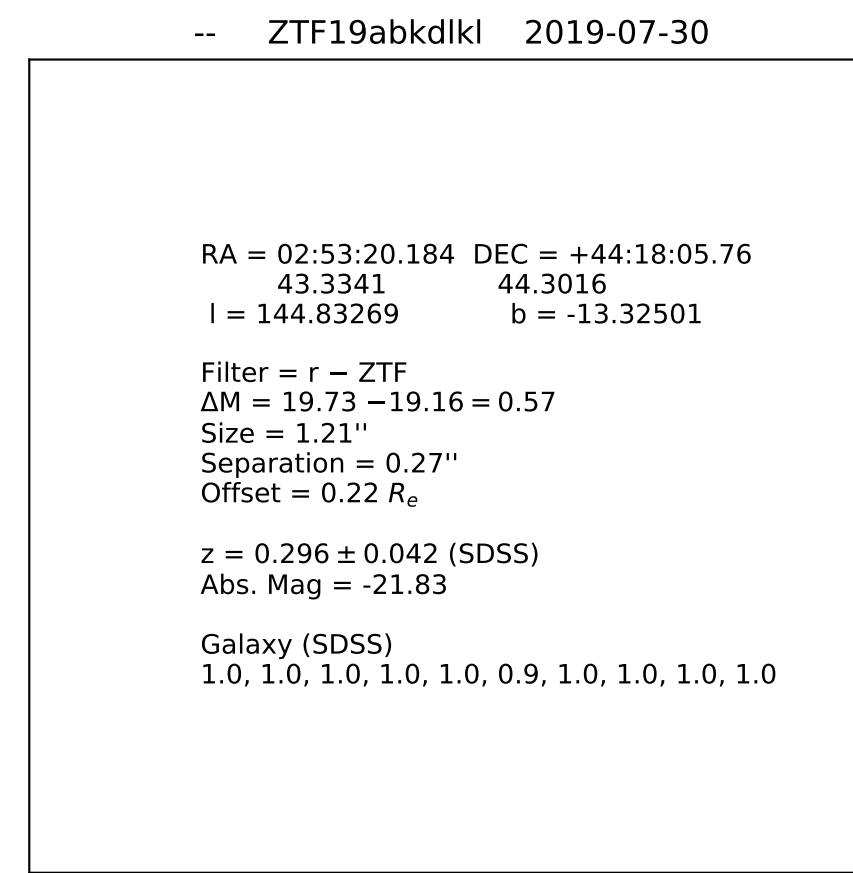 -- ZTF19abkdlkl 2019-07-30
RA = 02:53:20.184 DEC = +44:18:05.76
43.3341 44.3016
l = 144.83269 b = -13.32501
Filter = r − ZTF
ΔM = 19.73 −19.16 = 0.57
Size = 1.21''
Separation = 0.27''
Offset = 0.22 Re
z = 0.296 ± 0.042 (SDSS)
Abs. Mag = -21.83
Galaxy (SDSS)
1.0, 1.0, 1.0, 1.0, 1.0, 0.9, 1.0, 1.0, 1.0, 1.0